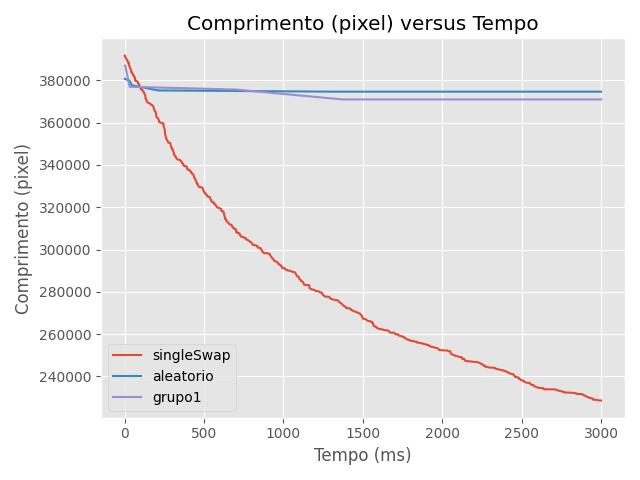 Comprimento (pixel) versus Tempo
Comprimento (pixel)
380000
360000
340000
320000
300000
280000
260000
240000
singleSwap
aleatorio
grupo1
0 500 1000 1500 2000 2500 3000
Tempo (ms)